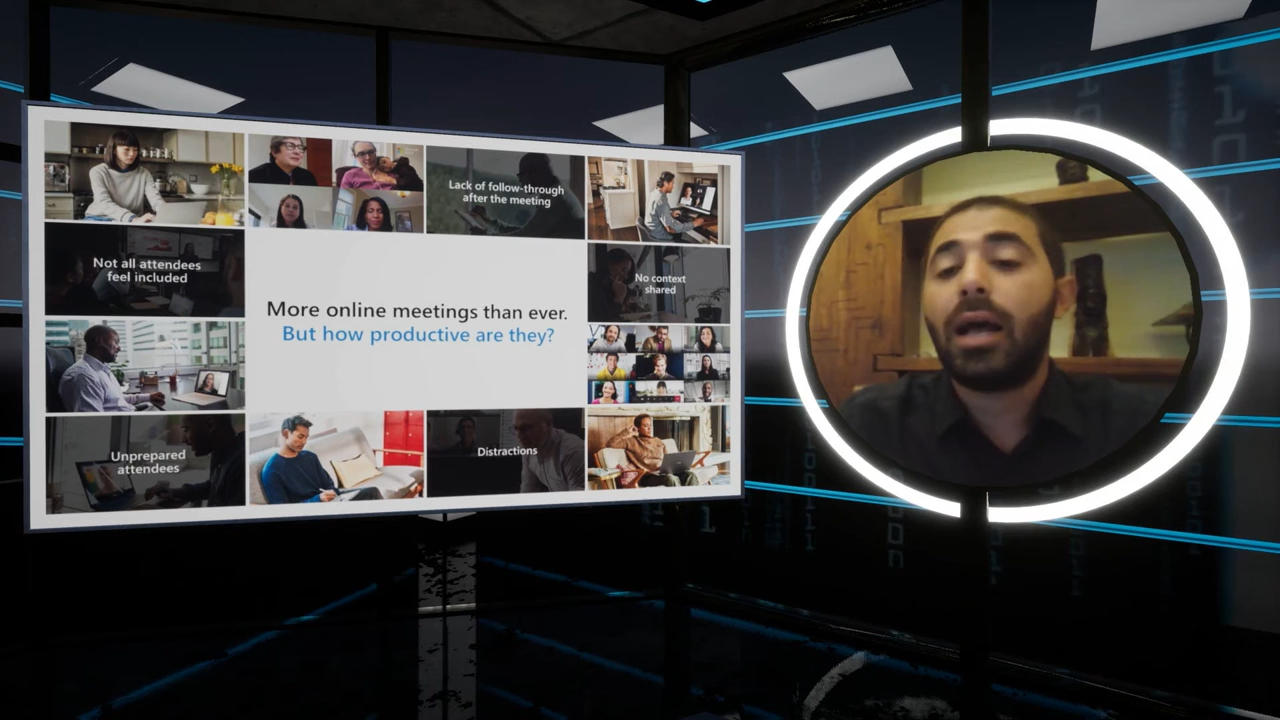 Lack of follow-through
after the meeting
Not all attendees
feel included
No context
shared
More online meetings than ever.
But how productive are they?
Unprepared
attendees
Distractions